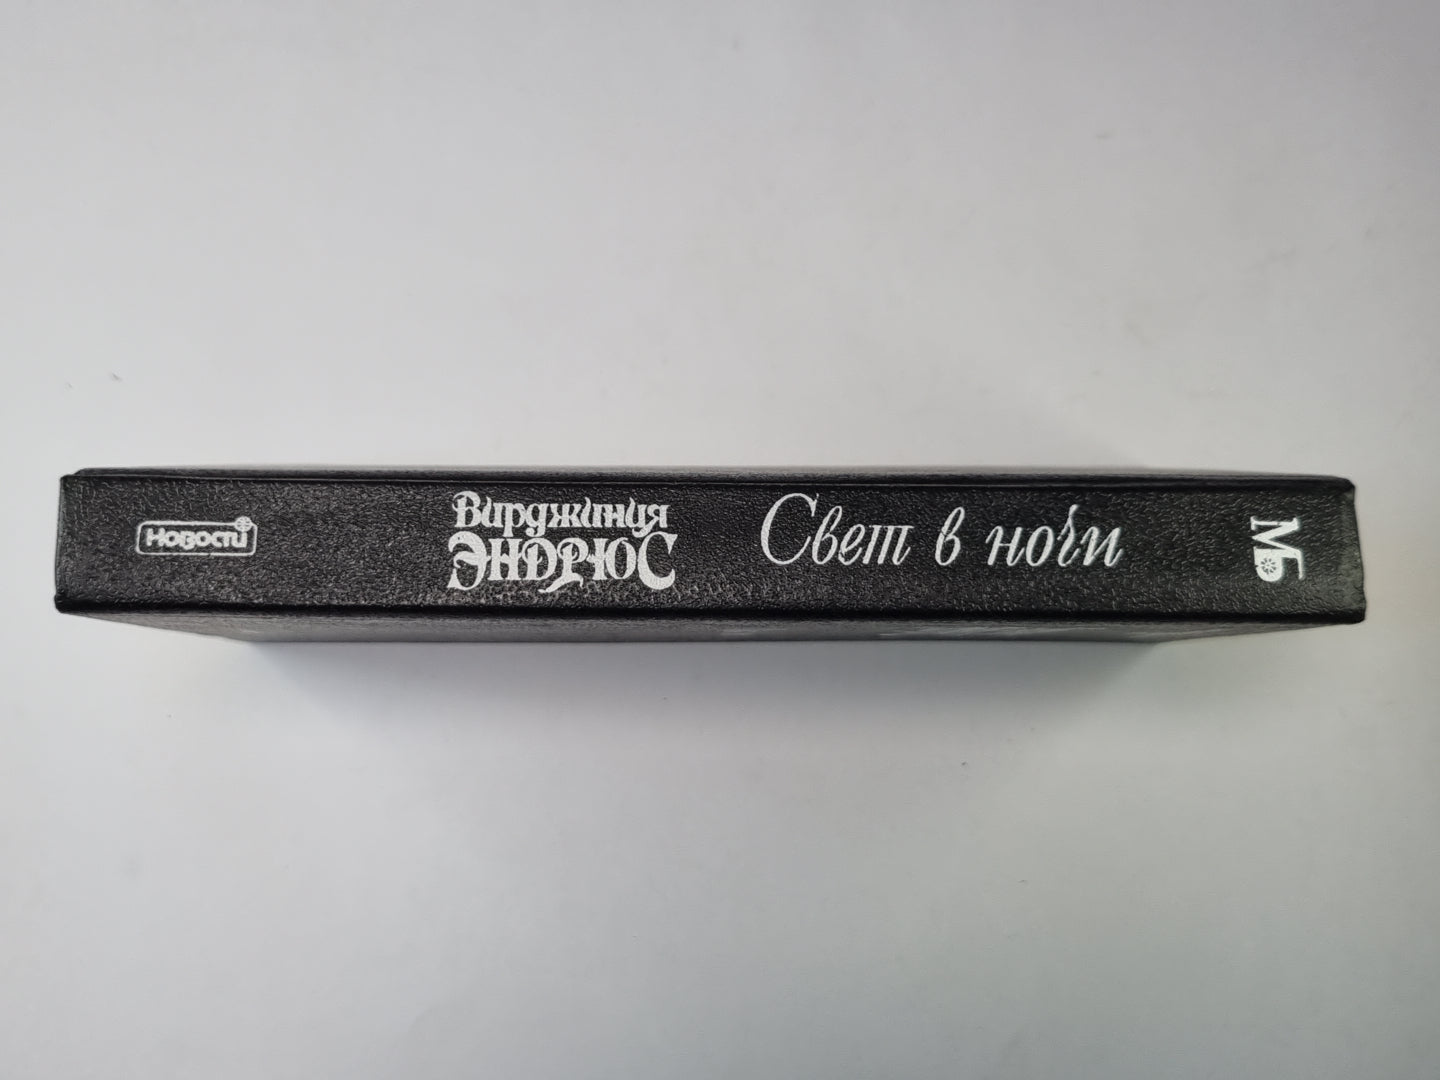 Новости
Вирджиния
ЭНДРЮС
Свет в ночи
МБ